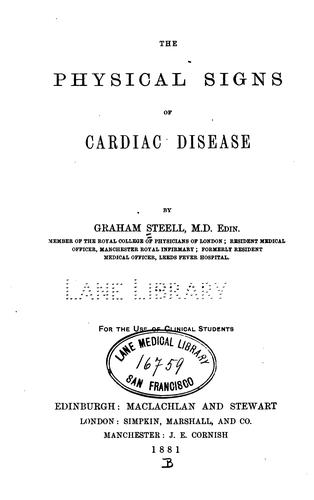 THE
PHYSICAL SIGNS
OF
CARDIAC DISEASE
BY
GRAHAM STEELL, M.D. EDIN.
MEMBER OF THE ROYAL COLLEGE OF PHYSICIANS OF LONDON; RESIDENT MEDICAL
OFFICER, MANCHESTER ROYAL INFIRMARY; FORMERLY RESIDENT
MEDICAL OFFICER, LEEDS FEVER HOSPITAL.
LANE LIBRARY
FOR THE USE OF CLINICAL STUDENTS
LANE MEDICAL LIBRARY
16759
SAN FRANCISCO
EDINBURGH: MACLACHLAN AND STEWART
LONDON: SIMPKIN, MARSHALL, AND CO.
MANCHESTER: J. E. CORNISH
1881
B